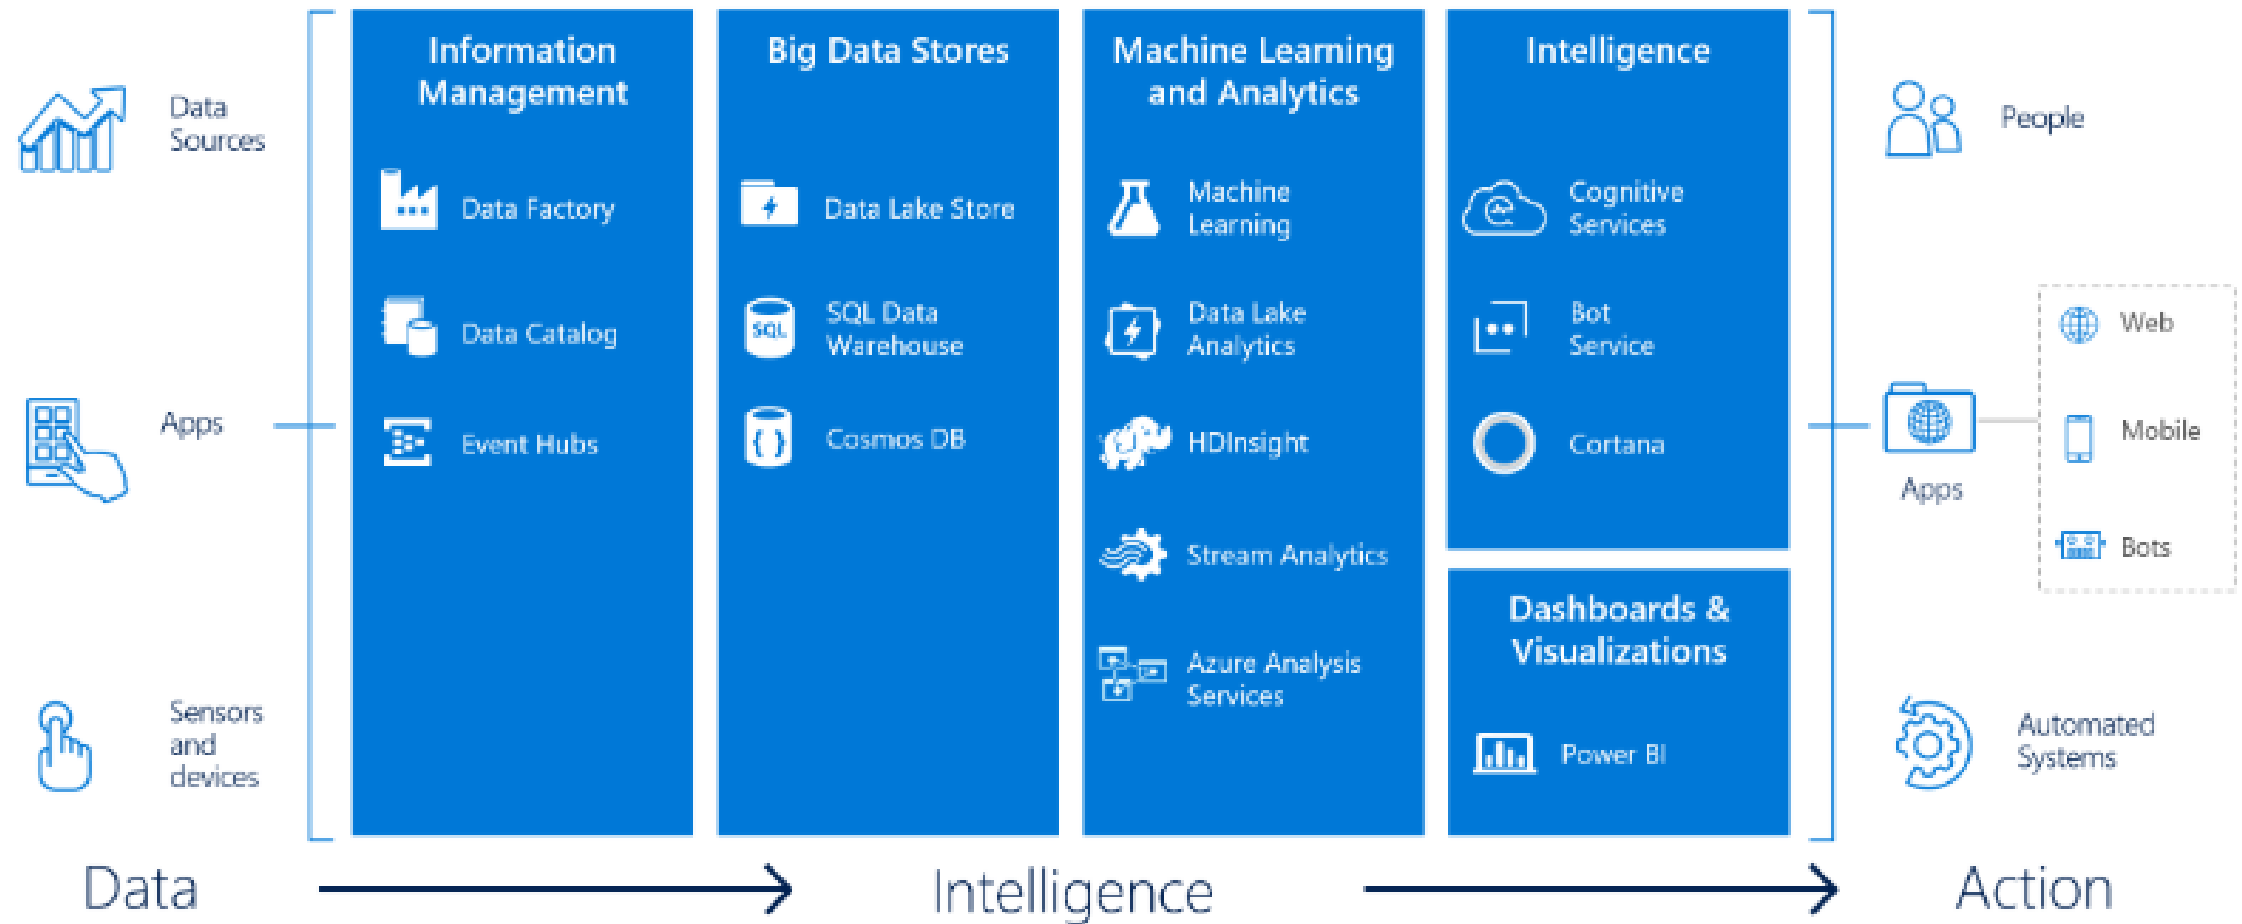 Data
Sources
Apps
Sensors
and
devices
Information
Management
Data Factory
Data Catalog
Event Hubs
Big Data Stores
Data Lake Store
SQL
SQL Data
Warehouse
Cosmos DB
Machine Learning
and Analytics
Machine
Learning
Data Lake
Analytics
HDInsight
Stream Analytics
Azure Analysis
Services
Intelligence
Cognitive
Services
Bot
Service
Cortana
Dashboards &
Visualizations
Power BI
People
Apps
Web
Mobile
Bots
Automated
Systems
Data
Intelligence
Action